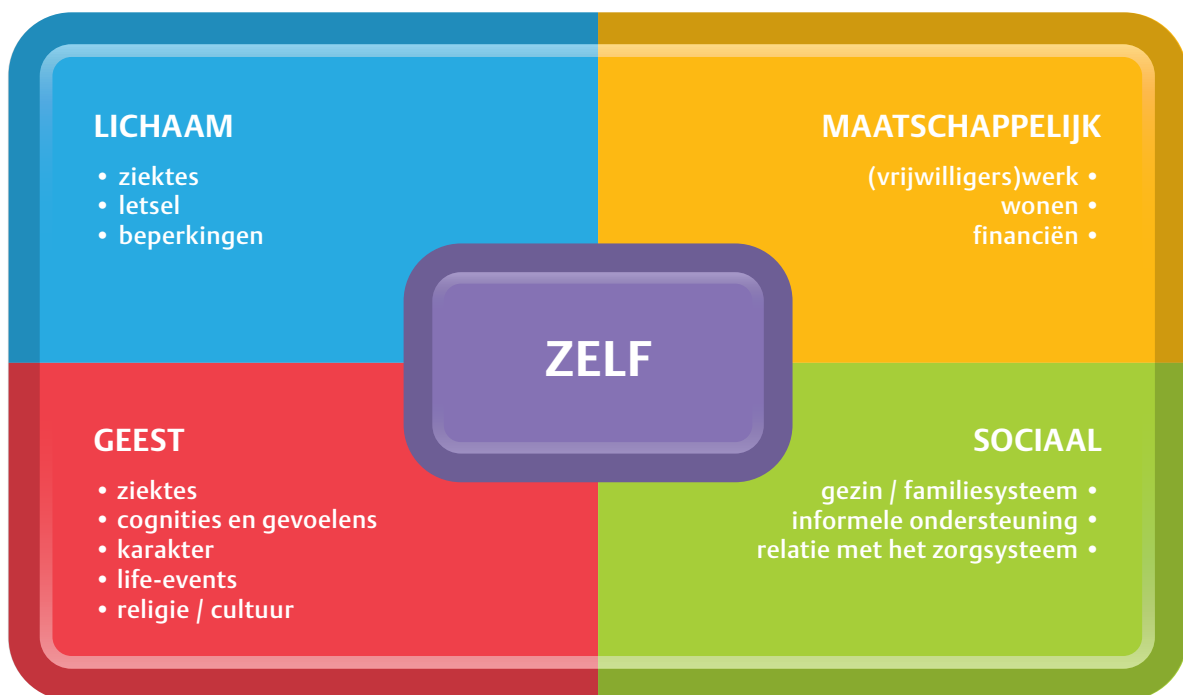 LICHAAM
• ziektes
• letsel
• beperkingen
MAATSCHAPPELIJK
(vrijwilligers)werk •
wonen •
financiën •
ZELF
GEEST
• ziektes
• cognities en gevoelens
• karakter
• life-events
• religie / cultuur
SOCIAAL
gezin / familiesysteem •
informele ondersteuning •
relatie met het zorgsysteem •